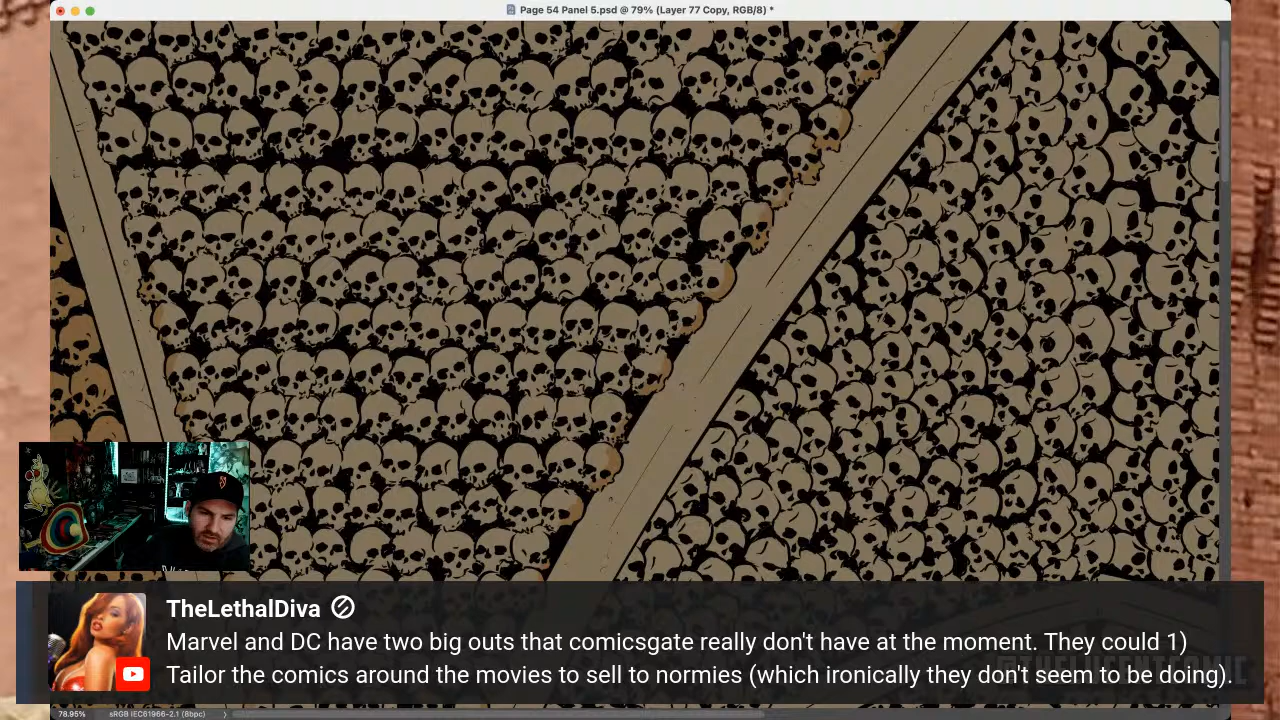 Page 54 Panel 5.psd @ 79% (Layer 77 Copy, RGB/8) *
TheLethalDiva
Marvel and DC have two big outs that comicsgate really don't have at the moment. They could 1)
Tailor the comics around the movies to sell to normies (which ironically they don't seem to be doing).
78.95% sRGB IEC61966-2.1 (8bpc)